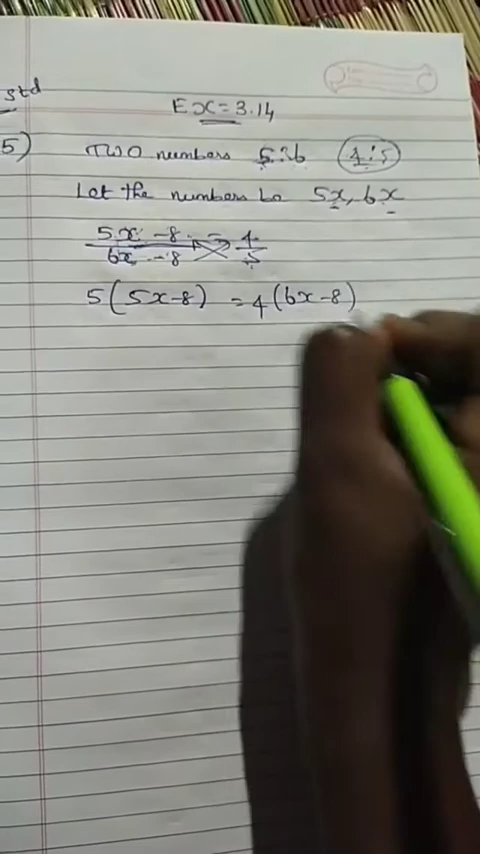 std
Ex = 3.14
5) Two numbers 5:6 4:5
Let the numbers be 5x, 6x
5x - 8 = 4
6x - 8 5
5(5x-8) = 4(6x-8)